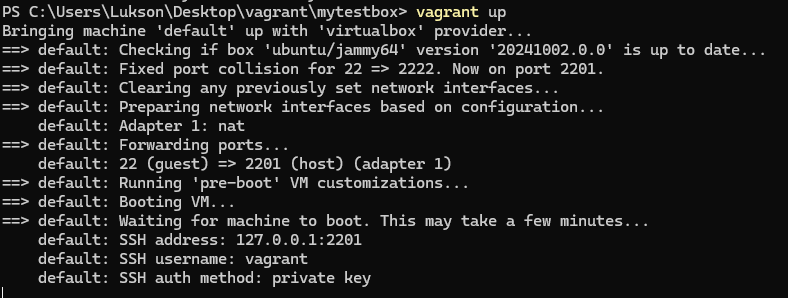 PS C:\Users\Lukson\Desktop\vagrant\mytestbox> vagrant up
Bringing machine 'default' up with 'virtualbox' provider...
==> default: Checking if box 'ubuntu/jammy64' version '20241002.0.0' is up to date...
==> default: Fixed port collision for 22 => 2222. Now on port 2201.
==> default: Clearing any previously set network interfaces...
==> default: Preparing network interfaces based on configuration...
    default: Adapter 1: nat
==> default: Forwarding ports...
    default: 22 (guest) => 2201 (host) (adapter 1)
==> default: Running 'pre-boot' VM customizations...
==> default: Booting VM...
==> default: Waiting for machine to boot. This may take a few minutes...
    default: SSH address: 127.0.0.1:2201
    default: SSH username: vagrant
    default: SSH auth method: private key